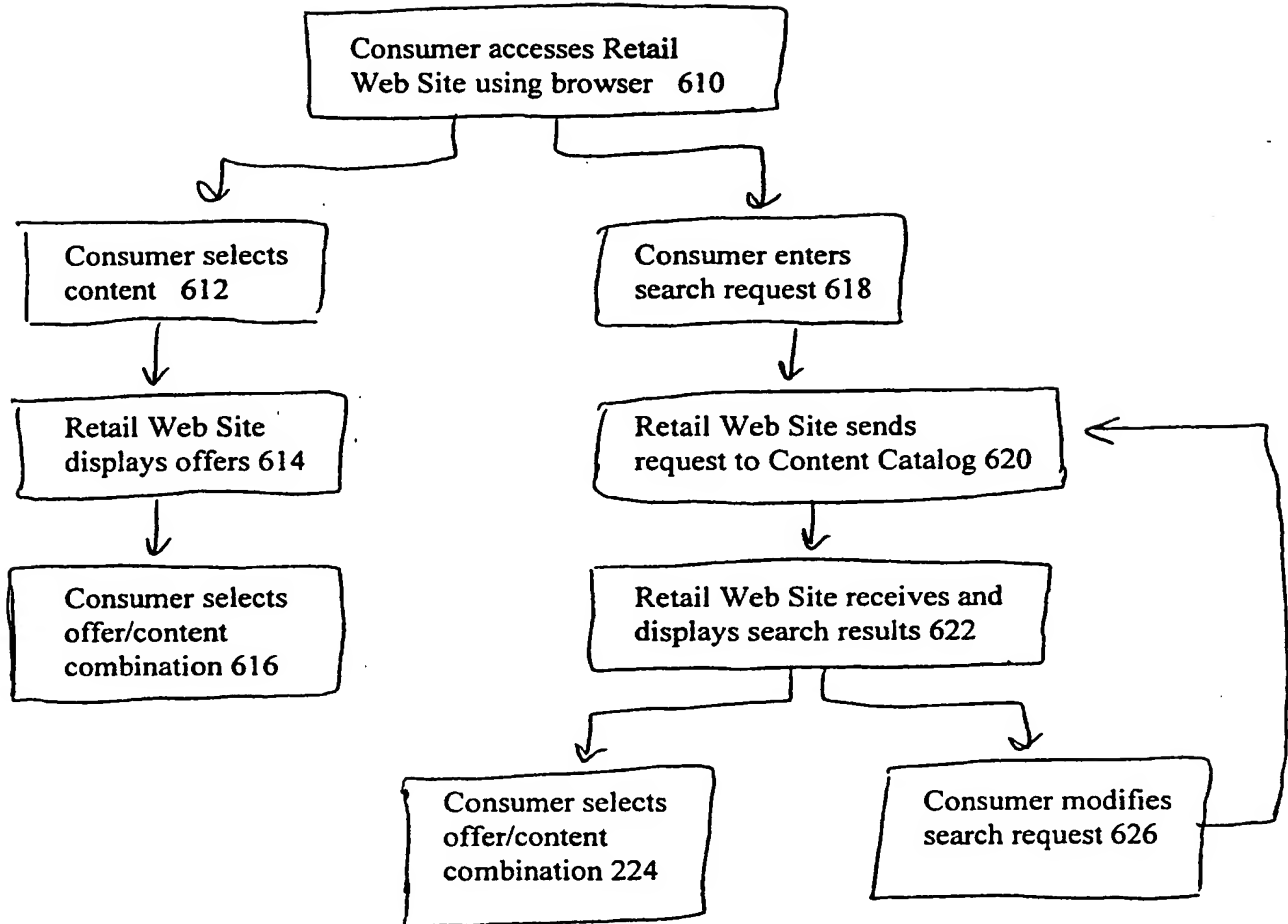 Consumer accesses Retail
Web Site using browser 610
Consumer selects
content 612
Consumer enters
search request 618
Retail Web Site
displays offers 614
Retail Web Site sends
request to Content Catalog 620
Consumer selects
offer/content
combination 616
Retail Web Site receives and
displays search results 622
Consumer selects
offer/content
combination 224
Consumer modifies
search request 626